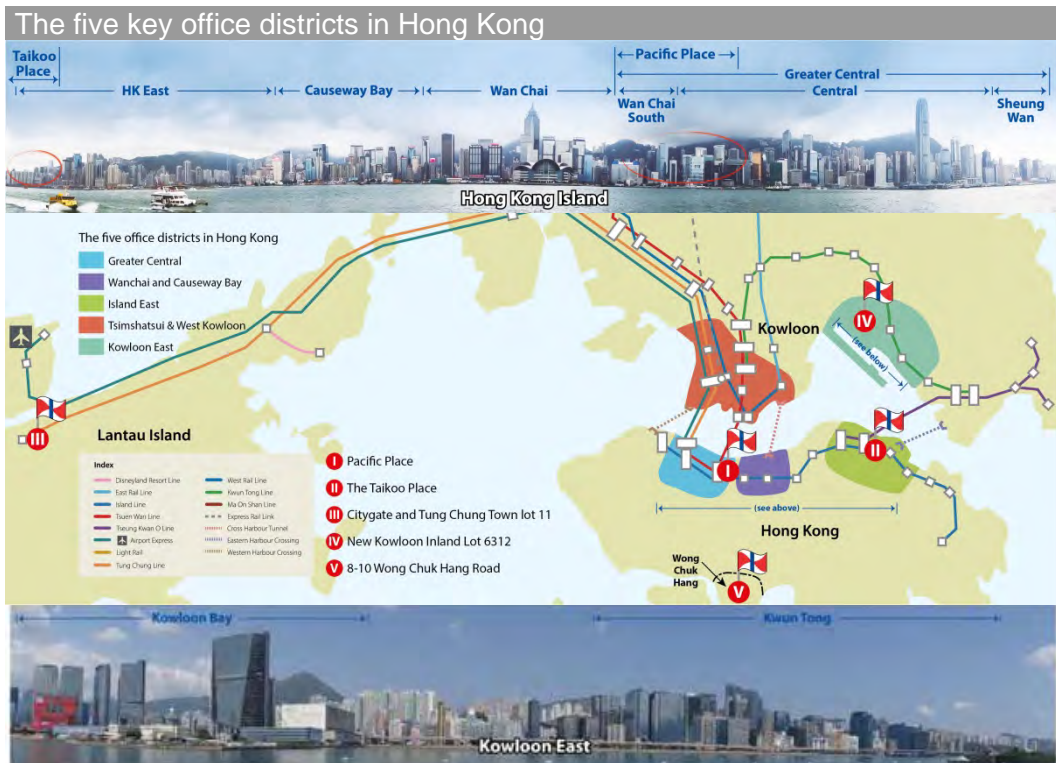 The five key office districts in Hong Kong
Taikoo
Place
Pacific Place
Greater Central
HK East
Causeway Bay
Wan Chai
Wan Chai
South
Central
Sheung
Wan
Hong Kong Island
The five office districts in Hong Kong
Greater Central
Wanchai and Causeway Bay
Island East
Tsimshatsui & West Kowloon
Kowloon East
Kowloon
IV
(see below)
III
Lantau Island
I
II
(see above)
Hong Kong
Wong
Chuk
Hang
V
Index
Disneyland Resort Line
East Rail Line
Island Line
Tsuen Wan Line
Tseung Kwan O Line
Airport Express
Light Rail
Tung Chung Line
West Rail Line
Kwun Tong Line
Ma On Shan Line
Express Rail Link
Cross Harbour Tunnel
Eastern Harbour Crossing
Western Harbour Crossing
I Pacific Place
II The Taikoo Place
III Citygate and Tung Chung Town lot 11
IV New Kowloon Inland Lot 6312
V 8-10 Wong Chuk Hang Road
Kowloon Bay
Kwun Tong
Kowloon East